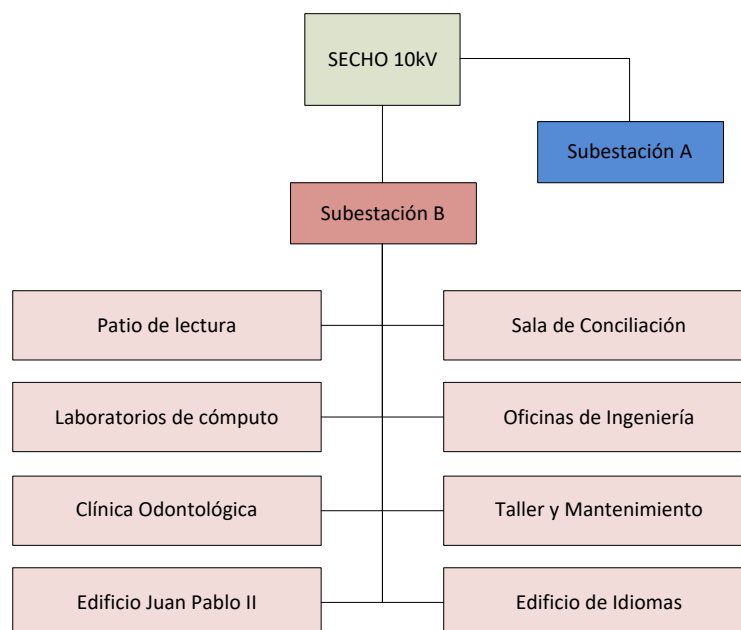 SECHO 10kV
Subestación A
Subestación B
Patio de lectura
Sala de Conciliación
Laboratorios de cómputo
Oficinas de Ingeniería
Clínica Odontológica
Taller y Mantenimiento
Edificio Juan Pablo II
Edificio de Idiomas